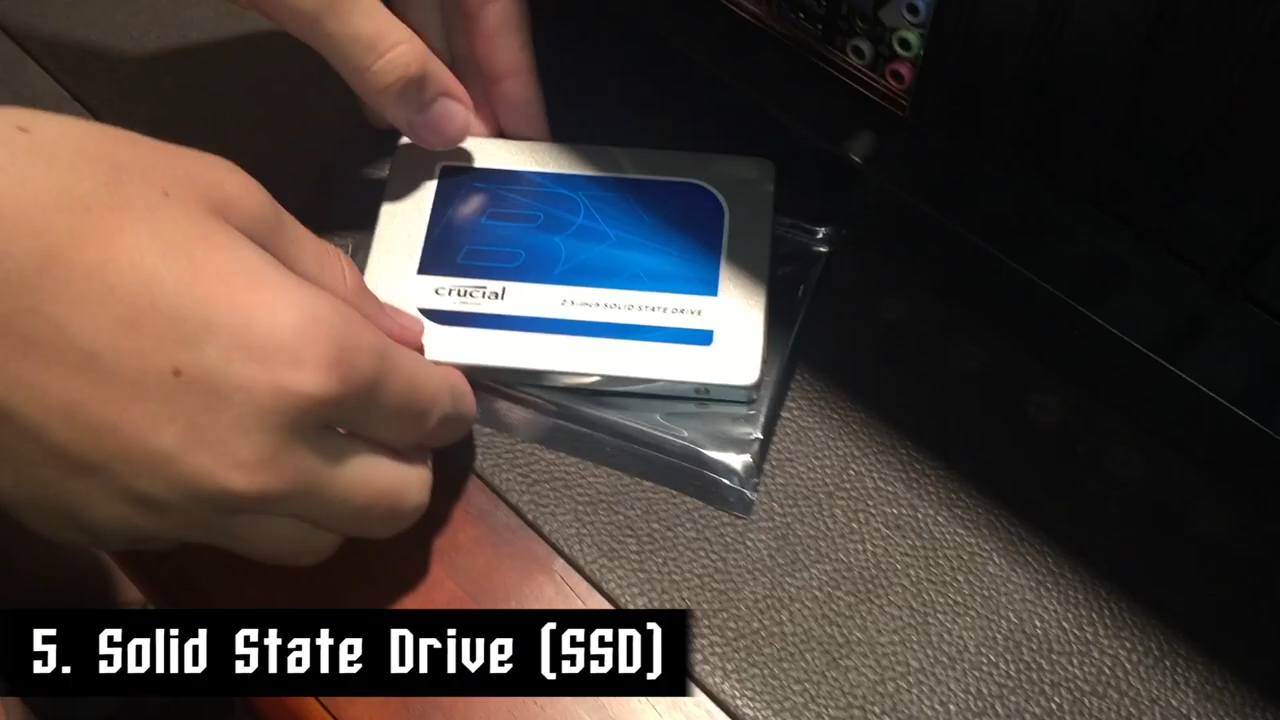 crucial
2.5-inch SOLID STATE DRIVE
5. Solid State Drive (SSD)